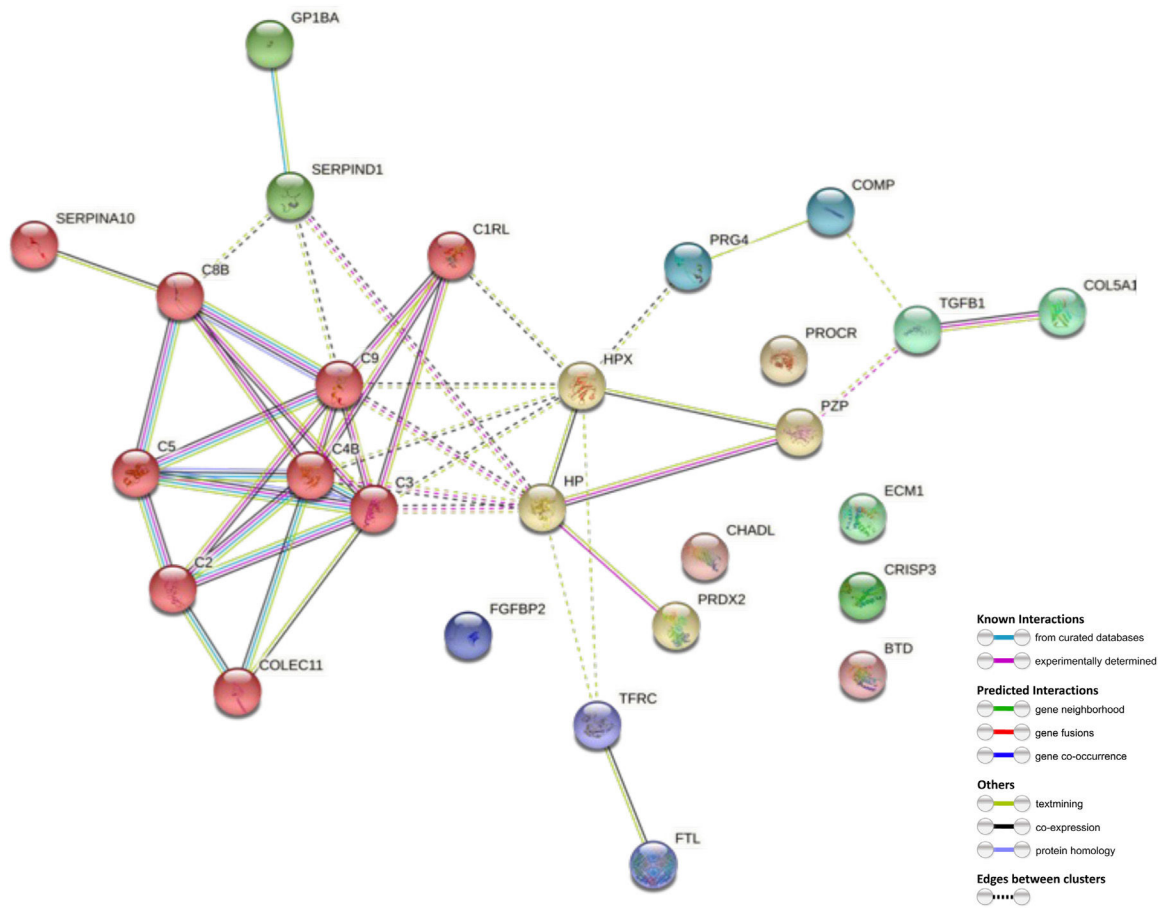 GP1BA
SERPIND1
SERPINA10
C1RL
COMP
PRG4
C8B
TGFB1
COL5A1
PROCR
C9
HPX
PZP
C5
C4B
C3
HP
ECM1
CHADL
C2
CRISP3
PRDX2
FGFBP2
BTD
COLEC11
TFRC
FTL
Known Interactions
from curated databases
experimentally determined
Predicted Interactions
gene neighborhood
gene fusions
gene co-occurrence
Others
textmining
co-expression
protein homology
Edges between clusters